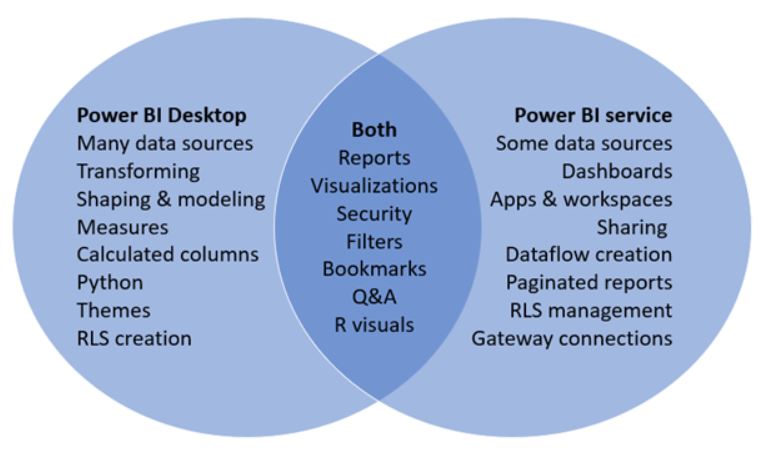 Power BI Desktop
Many data sources
Transforming
Shaping & modeling
Measures
Calculated columns
Python
Themes
RLS creation
Both
Reports
Visualizations
Security
Filters
Bookmarks
Q&A
R visuals
Power BI service
Some data sources
Dashboards
Apps & workspaces
Sharing
Dataflow creation
Paginated reports
RLS management
Gateway connections